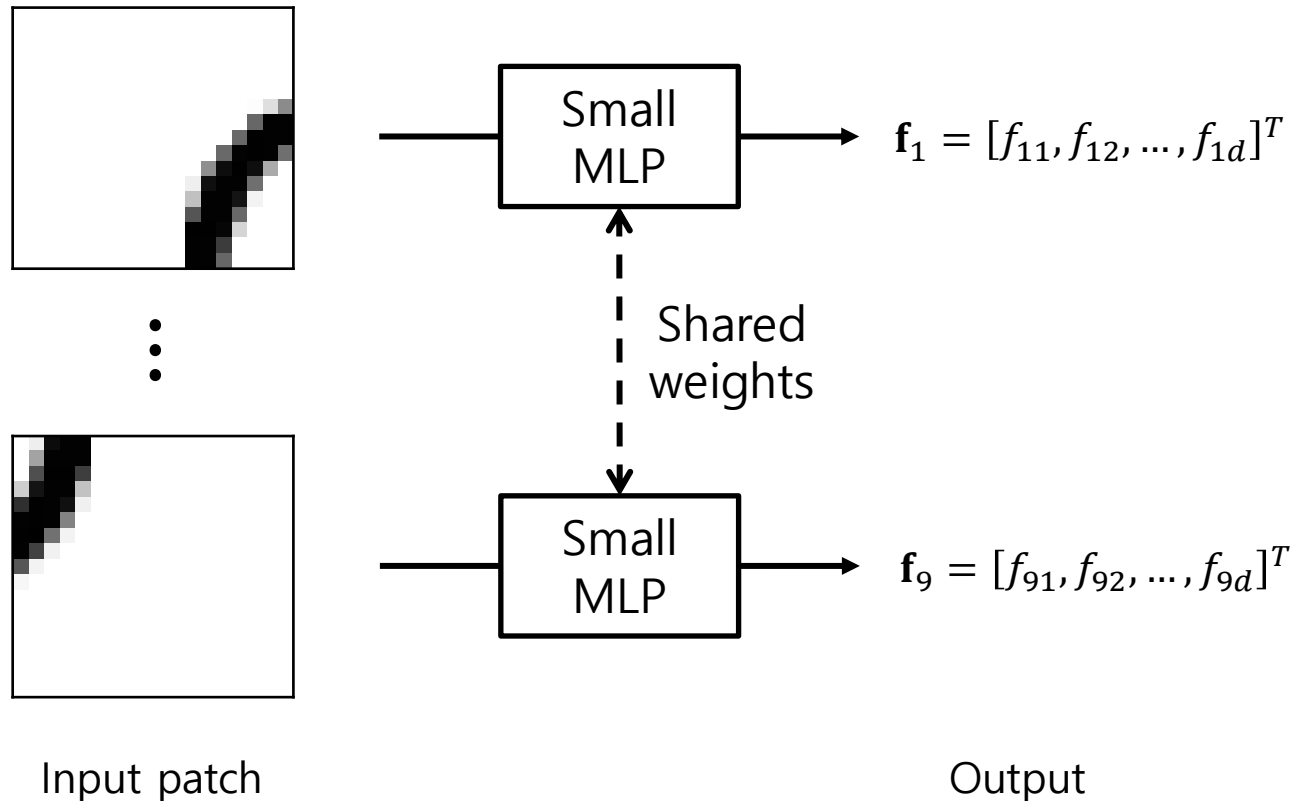 Small
MLP
𝐟₁ = [𝑓₁₁, 𝑓₁₂, … , 𝑓₁𝑑]ᵀ
Shared
weights
Small
MLP
𝐟₉ = [𝑓₉₁, 𝑓₉₂, … , 𝑓₉𝑑]ᵀ
Input patch
Output